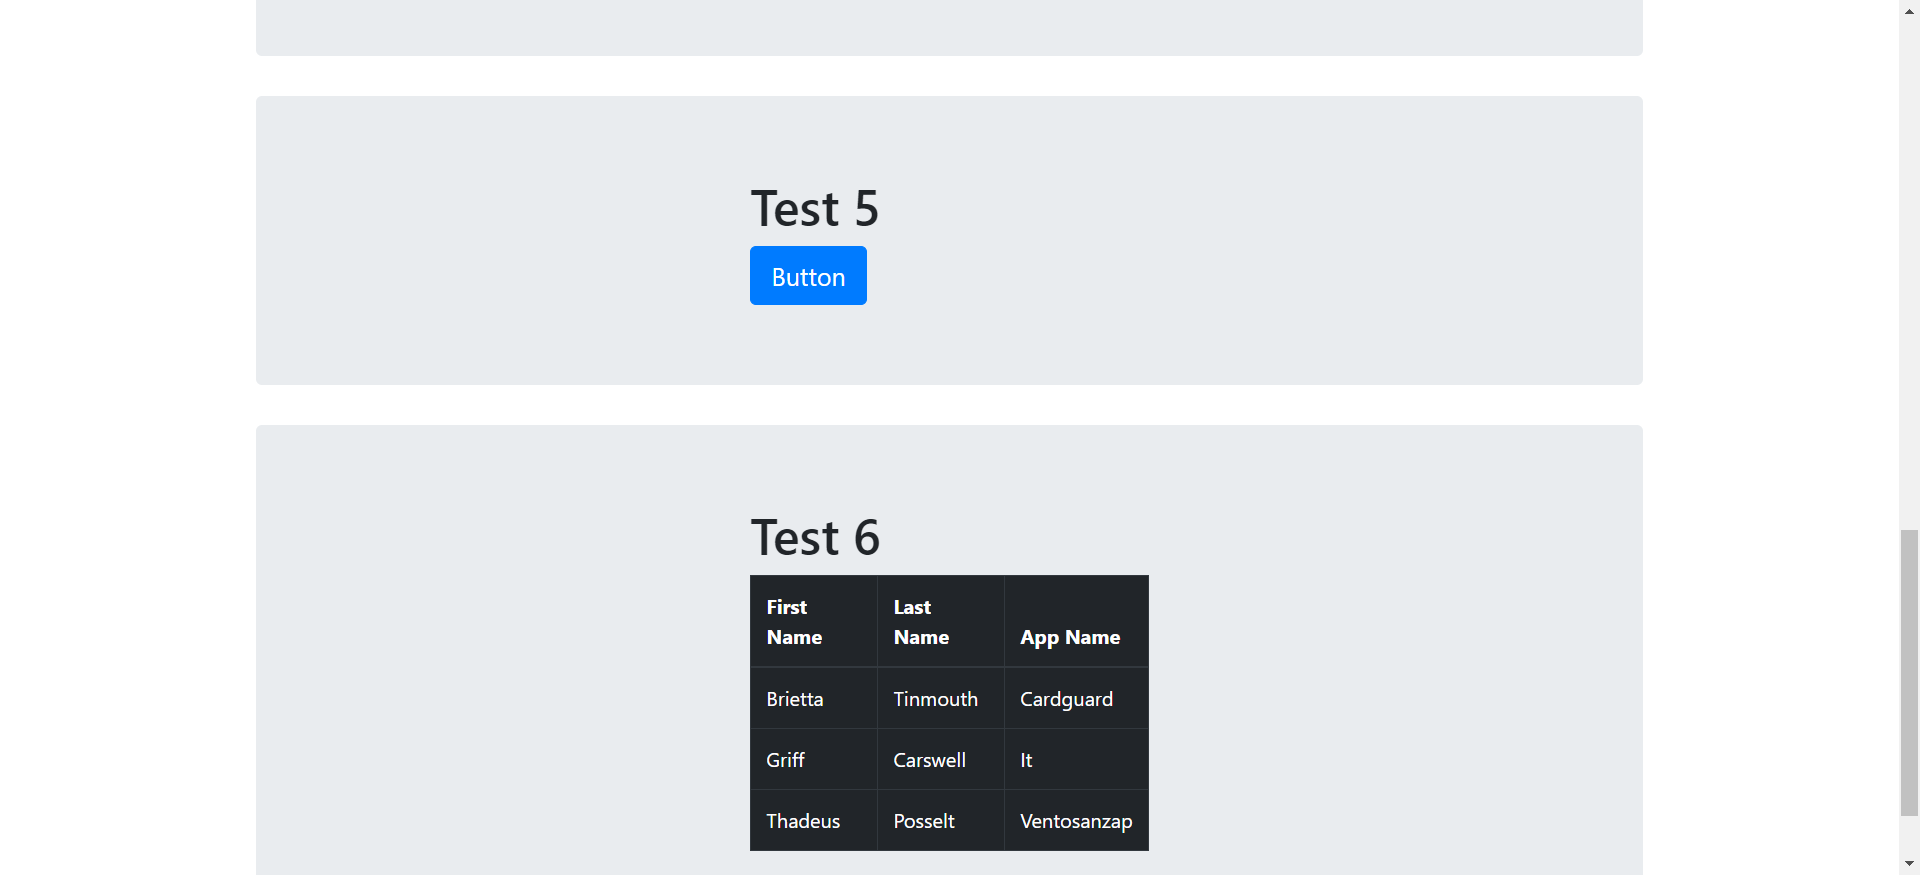 Test 5
Button
Test 6
First Name Last Name App Name
Brietta Tinmouth Cardguard
Griff Carswell It
Thadeus Posselt Ventosanzap